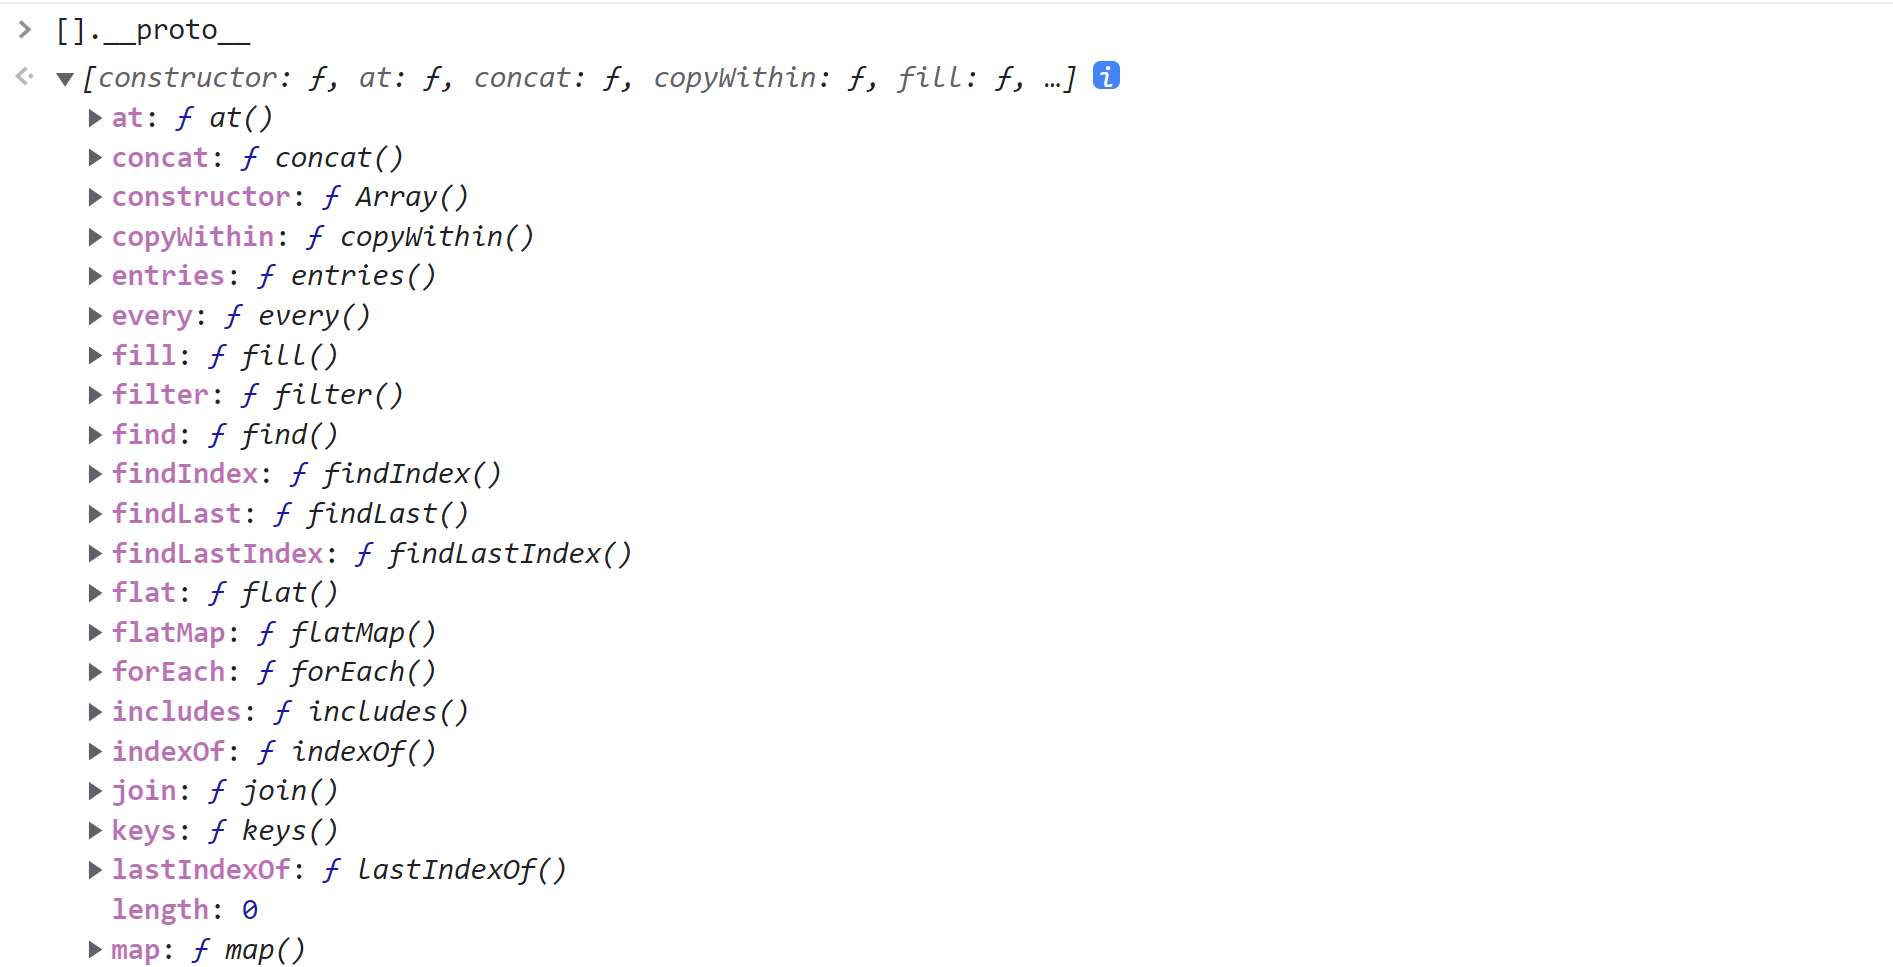 > [].__proto__
<· ▼[constructor: ƒ, at: ƒ, concat: ƒ, copyWithin: ƒ, fill: ƒ, …] i
▶ at: ƒ at()
▶ concat: ƒ concat()
▶ constructor: ƒ Array()
▶ copyWithin: ƒ copyWithin()
▶ entries: ƒ entries()
▶ every: ƒ every()
▶ fill: ƒ fill()
▶ filter: ƒ filter()
▶ find: ƒ find()
▶ findIndex: ƒ findIndex()
▶ findLast: ƒ findLast()
▶ findLastIndex: ƒ findLastIndex()
▶ flat: ƒ flat()
▶ flatMap: ƒ flatMap()
▶ forEach: ƒ forEach()
▶ includes: ƒ includes()
▶ indexOf: ƒ indexOf()
▶ join: ƒ join()
▶ keys: ƒ keys()
▶ lastIndexOf: ƒ lastIndexOf()
length: 0
▶ map: ƒ map()